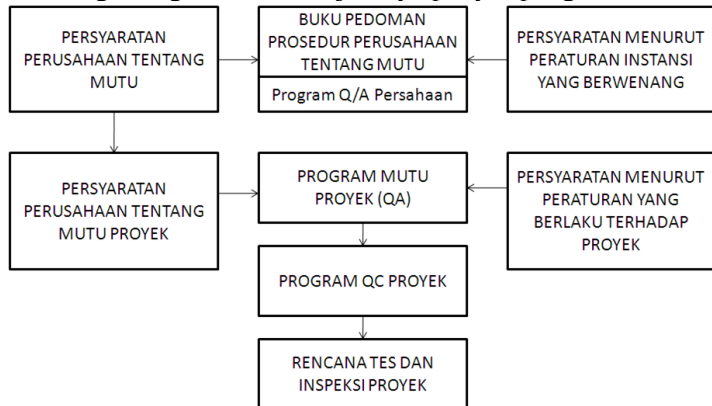 PERSYARATAN
PERUSAHAAN TENTANG
MUTU
BUKU PEDOMAN
PROSEDUR PERUSAHAAN
TENTANG MUTU
Program Q/A Persahaan
PERSYARATAN MENURUT
PERATURAN INSTANSI
YANG BERWENANG
PERSYARATAN
PERUSAHAAN TENTANG
MUTU PROYEK
PROGRAM MUTU
PROYEK (QA)
PERSYARATAN MENURUT
PERATURAN YANG
BERLAKU TERHADAP
PROYEK
PROGRAM QC PROYEK
RENCANA TES DAN
INSPEKSI PROYEK